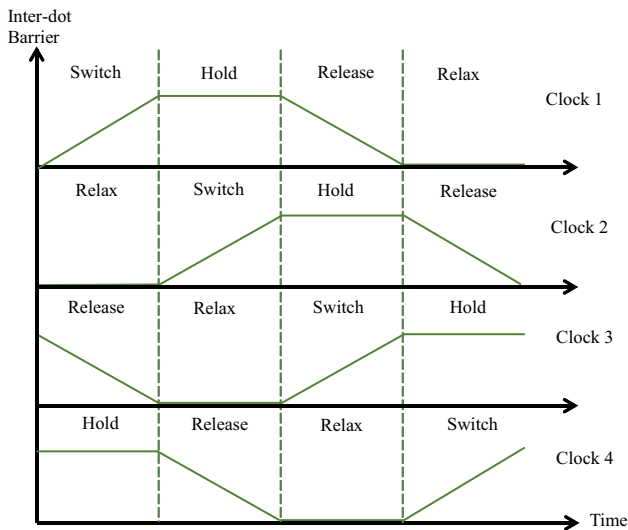 Inter-dot
Barrier
Switch Hold Release Relax
Clock 1
Relax Switch Hold Release
Clock 2
Release Relax Switch Hold
Clock 3
Hold Release Relax Switch
Clock 4
Time